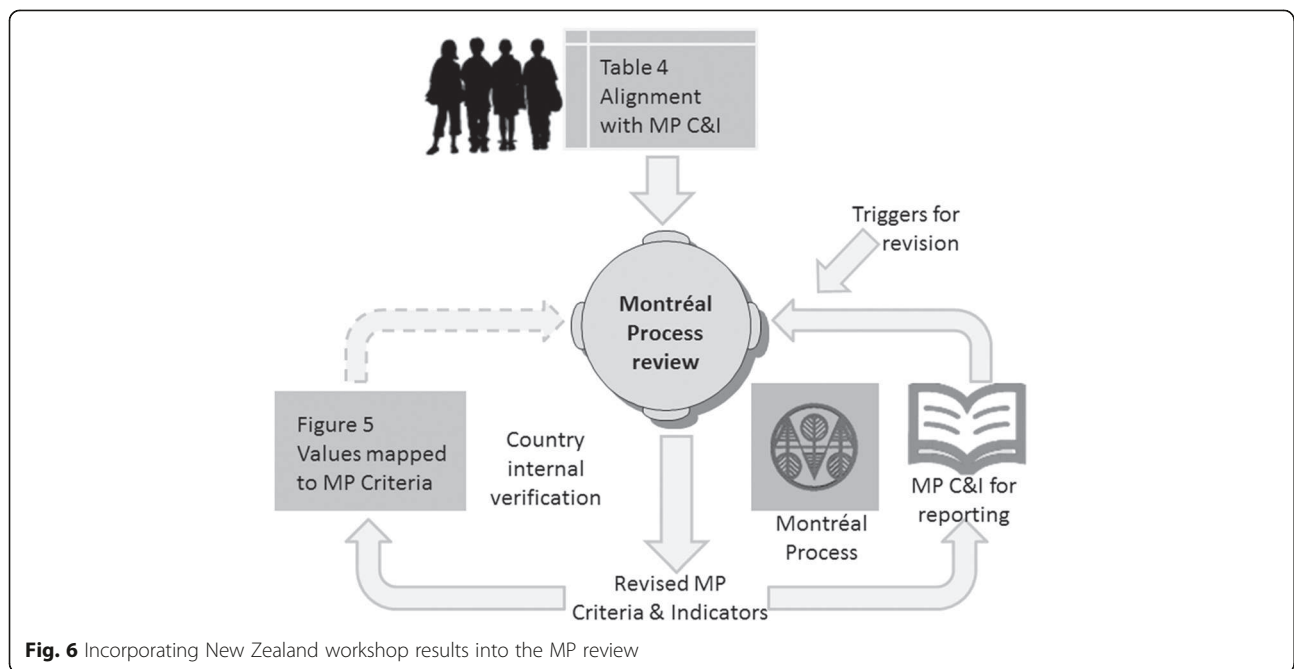 Table 4
Alignment
with MP C&I
Triggers for
revision
Montréal
Process
review
Figure 5
Values mapped
to MP Criteria
Country
internal
verification
Montréal
Process
MP C&I for
reporting
Revised MP
Criteria & Indicators
Fig. 6 Incorporating New Zealand workshop results into the MP review